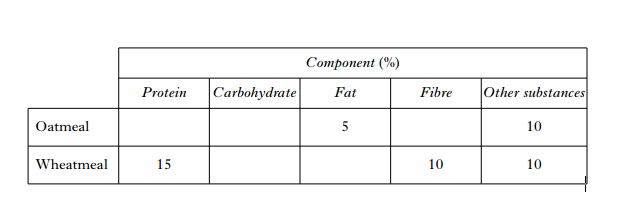 Component (%)
Protein Carbohydrate Fat Fibre Other substances
Oatmeal 5 10
Wheatmeal 15 10 10